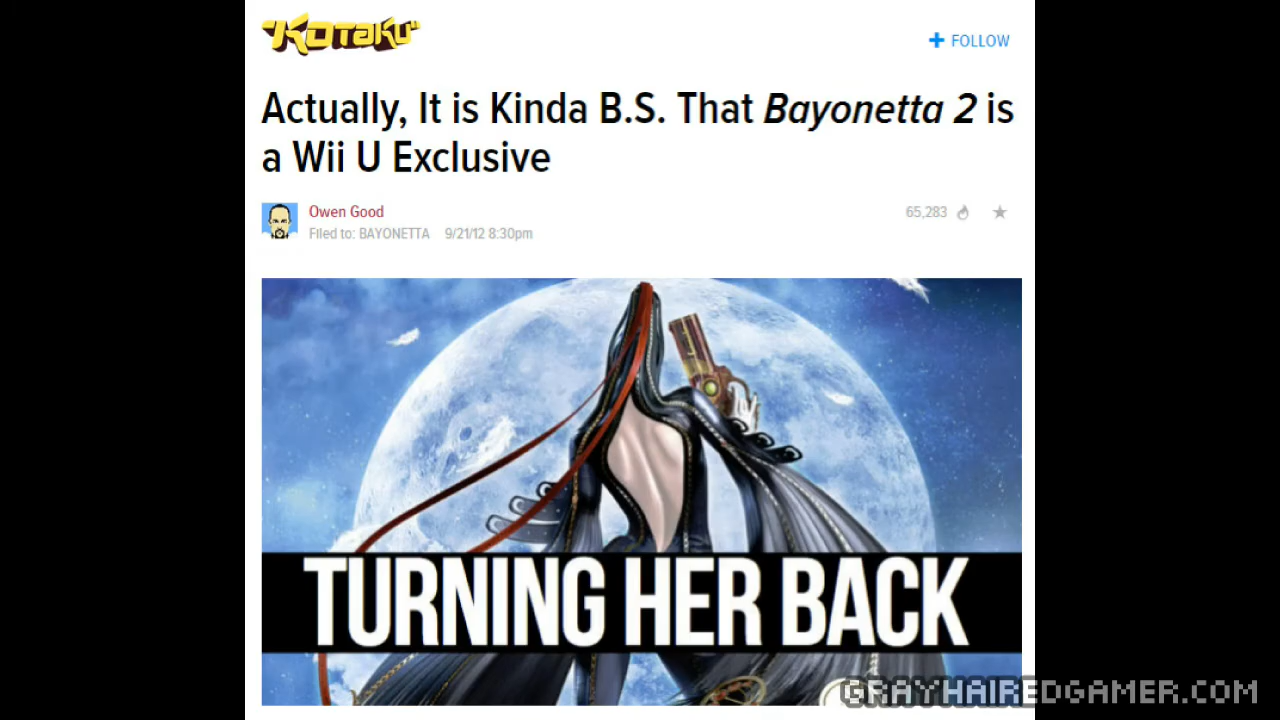 KOTAKU
+ FOLLOW
Actually, It is Kinda B.S. That Bayonetta 2 is
a Wii U Exclusive
Owen Good
65,283
Filed to: BAYONETTA 9/21/12 8:30pm
TURNING HER BACK
GRAYHAIREDGAMER.COM